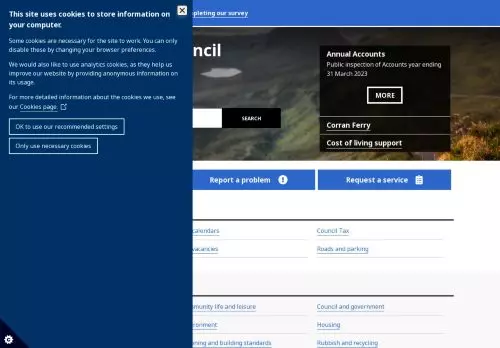 This site uses cookies to store information on
your computer.
Some cookies are necessary for the site to work. You can only
disable these by changing your browser preferences.
We would also like to use analytics cookies, as they help us
improve our website by providing anonymous information on
its usage.
For more detailed information about the cookies we use, see
our Cookies page.
OK to use our recommended settings
Only use necessary cookies
pleting our survey
ncil
SEARCH
Annual Accounts
Public inspection of Accounts year ending
31 March 2023
MORE
Corran Ferry
Cost of living support
Report a problem
Request a service
calendars
Council Tax
vacancies
Roads and parking
munity life and leisure
Council and government
ironment
Housing
ning and building standards
Rubbish and recycling